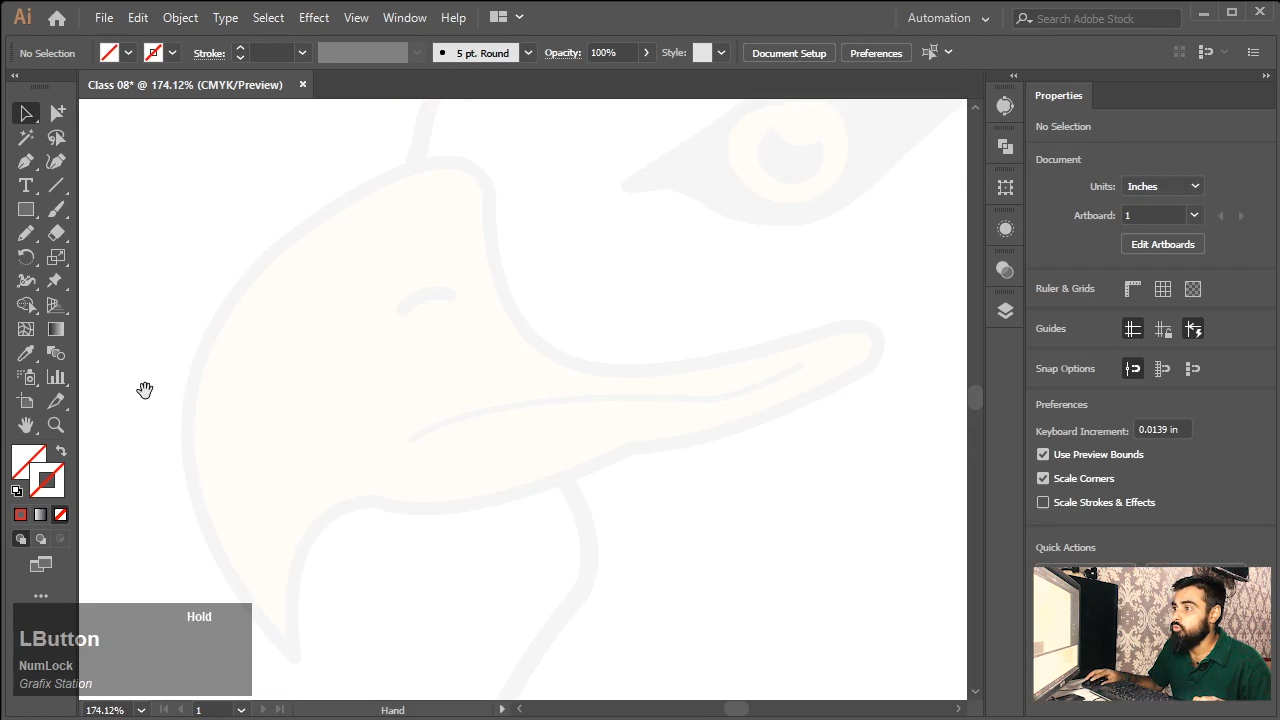 Ai File Edit Object Type Select Effect View Window Help Automation Search Adobe Stock
No Selection Stroke: 5 pt. Round Opacity: 100% Style: Document Setup Preferences
Class 08* @ 174.12% (CMYK/Preview)
Properties
No Selection
Document
Units: Inches
Artboard: 1
Edit Artboards
Ruler & Grids
Guides
Snap Options
Preferences
Keyboard Increment: 0.0139 in
Use Preview Bounds
Scale Corners
Scale Strokes & Effects
Quick Actions
Hold
LButton
NumLock
Grafix Station
174.12% 1 Hand